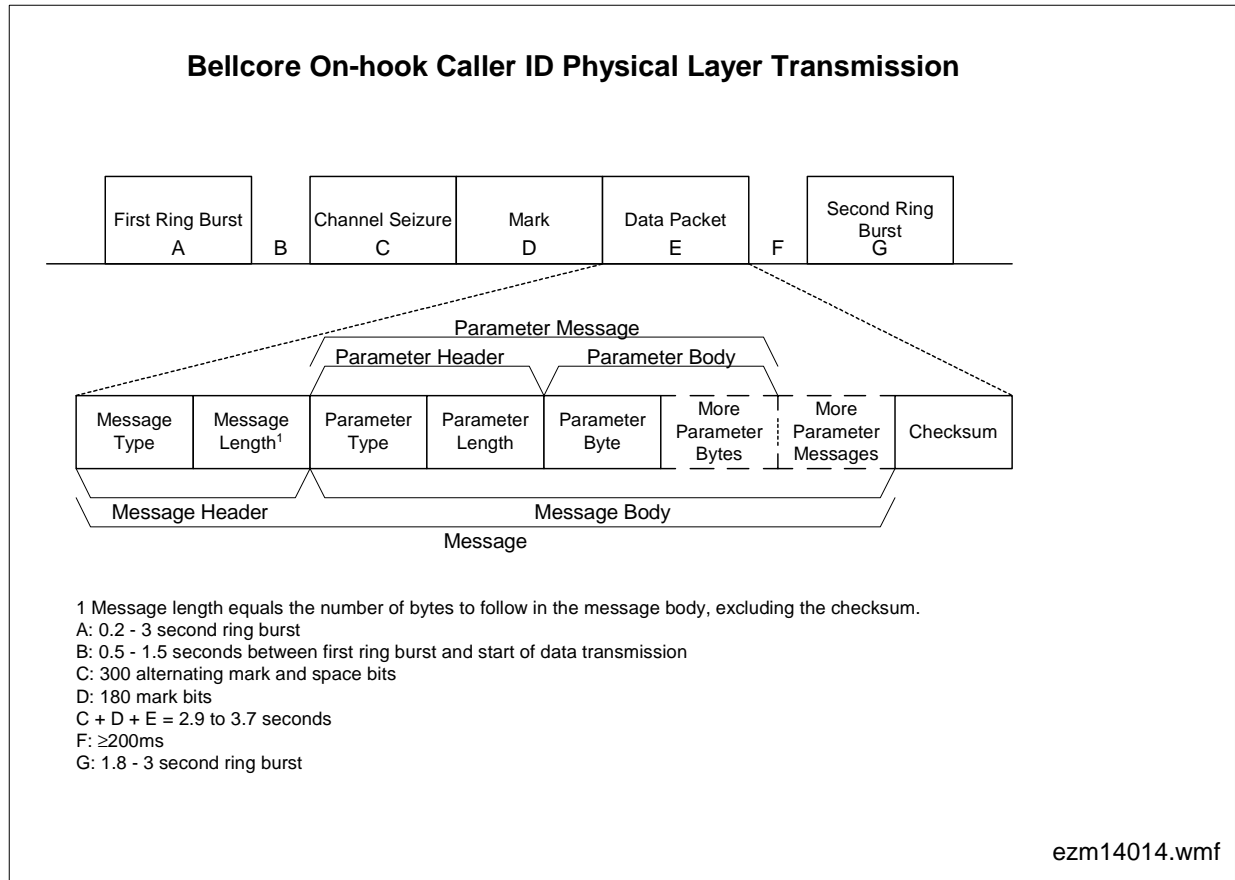 Bellcore On-hook Caller ID Physical Layer Transmission
First Ring Burst
A
B
Channel Seizure
C
Mark
D
Data Packet
E
F
Second Ring
Burst
G
Parameter Message
Parameter Header
Parameter Body
Message
Type
Message
Length1
Parameter
Type
Parameter
Length
Parameter
Byte
More
Parameter
Bytes
More
Parameter
Messages
Checksum
Message Header
Message Body
Message
1 Message length equals the number of bytes to follow in the message body, excluding the checksum.
A: 0.2 - 3 second ring burst
B: 0.5 - 1.5 seconds between first ring burst and start of data transmission
C: 300 alternating mark and space bits
D: 180 mark bits
C + D + E = 2.9 to 3.7 seconds
F: ≥200ms
G: 1.8 - 3 second ring burst
ezm14014.wmf